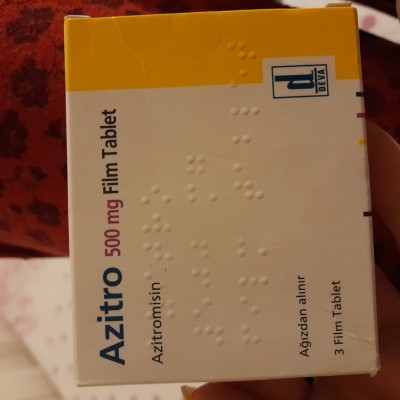 Azitro 500 mg Film Tablet
Azitromisin
Ağızdan alınır
3 Film Tablet
DEVA